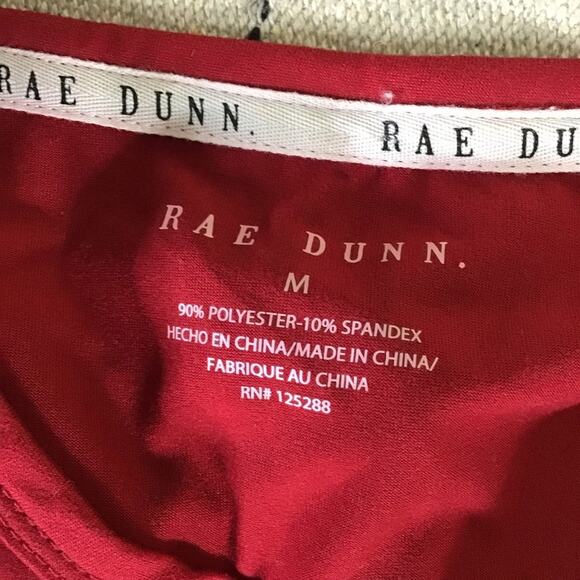 RAE DUNN. RAE DU
RAE DUNN.
M
90% POLYESTER-10% SPANDEX
HECHO EN CHINA/MADE IN CHINA/
FABRIQUE AU CHINA
RN# 125288